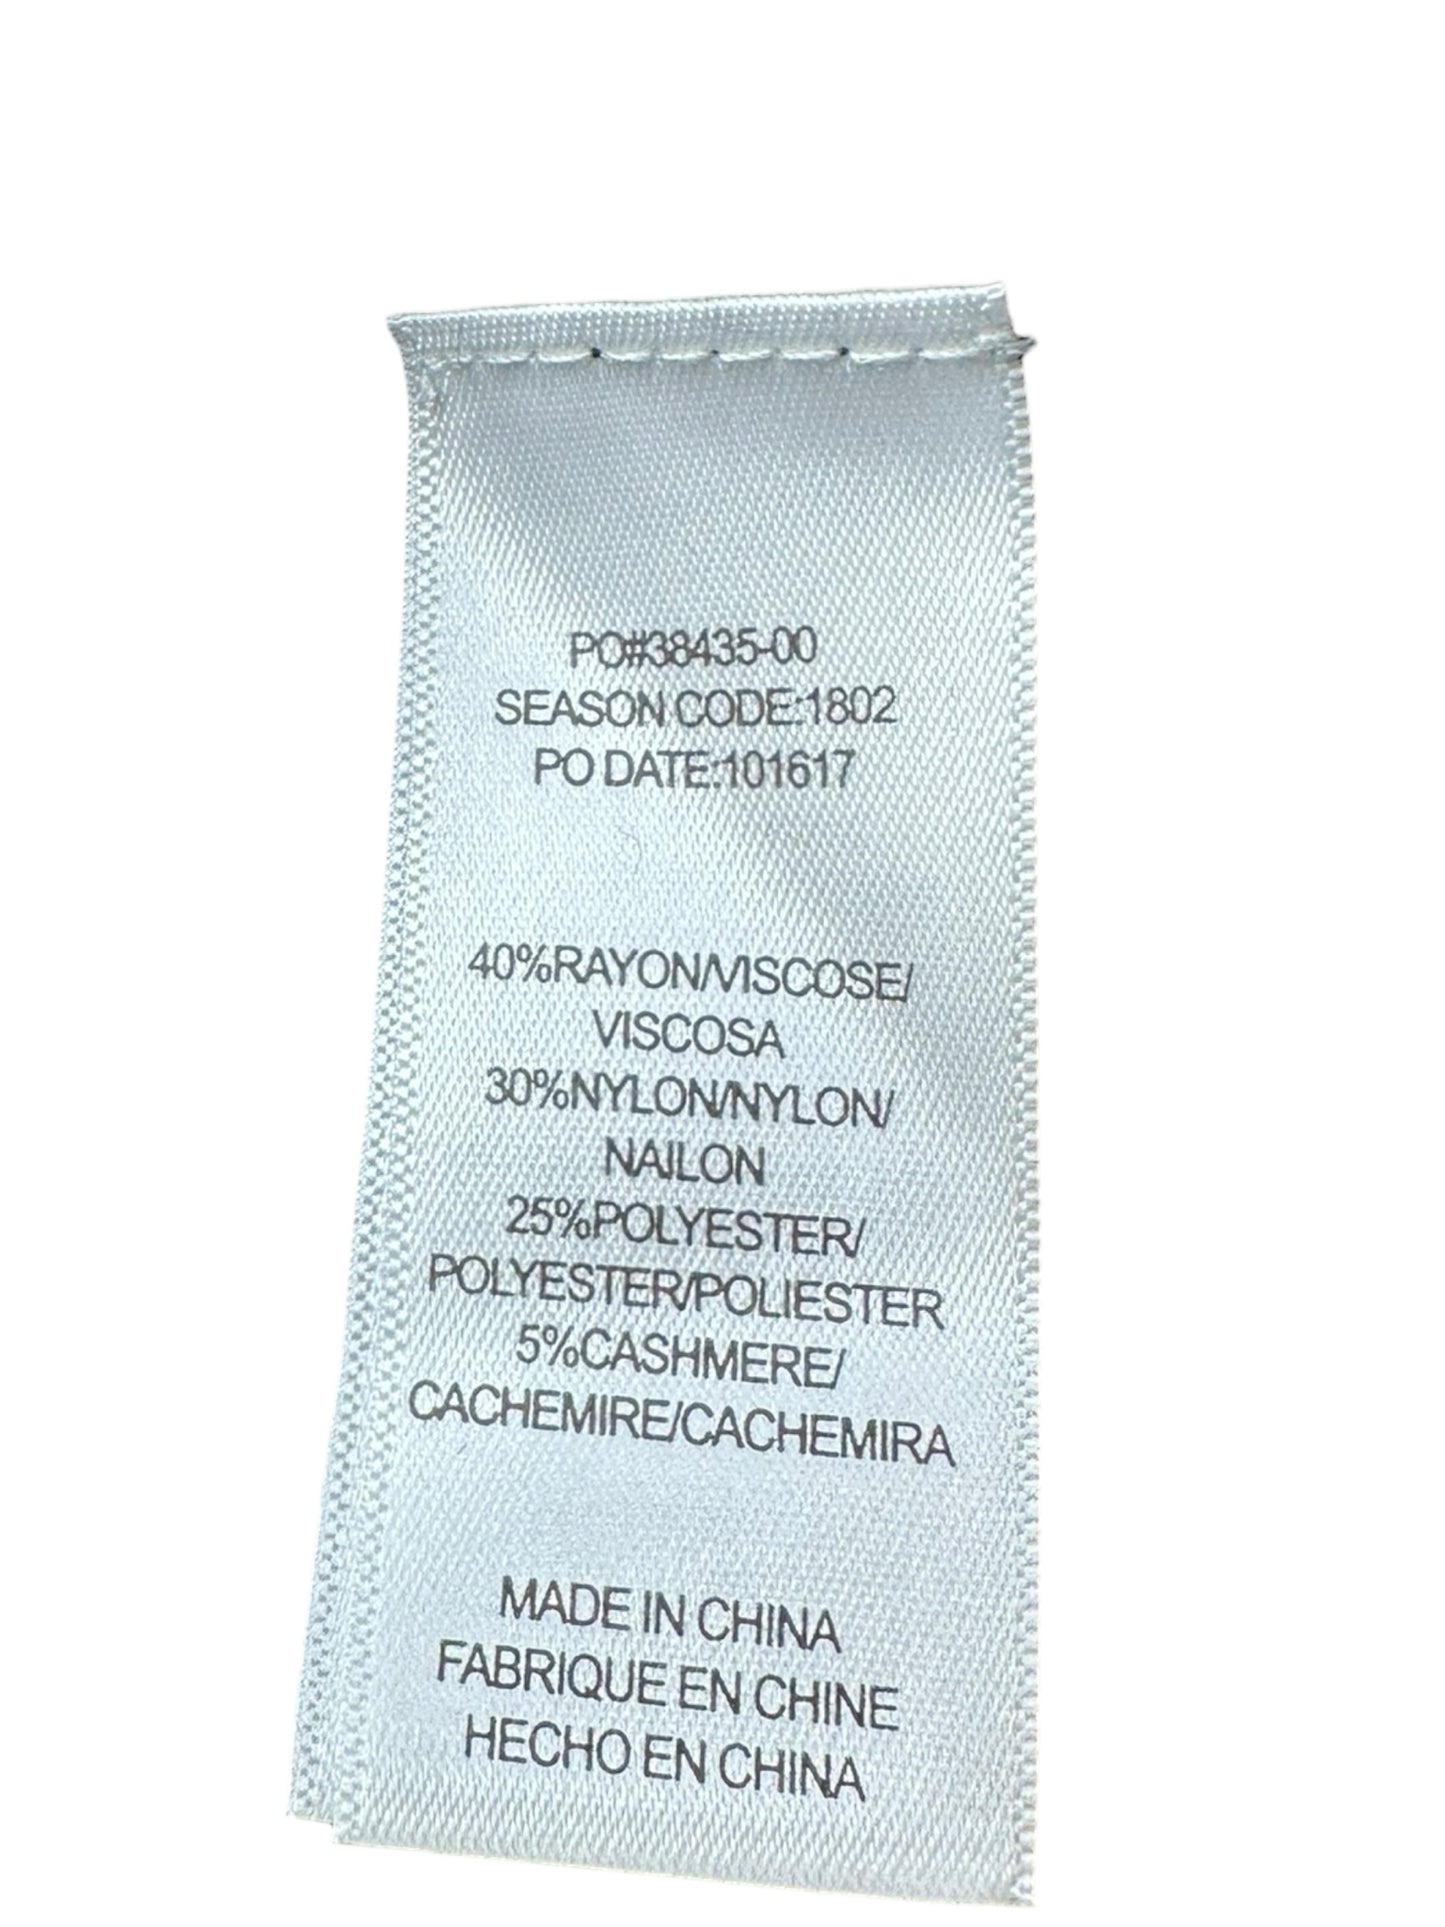 PO#38435-00
SEASON CODE:1802
PO DATE:101617
40%RAYON/VISCOSE/
VISCOSA
30%NYLON/NYLON/
NAILON
25%POLYESTER/
POLYESTER/POLIESTER
5%CASHMERE/
CACHEMIRE/CACHEMIRA
MADE IN CHINA
FABRIQUE EN CHINE
HECHO EN CHINA